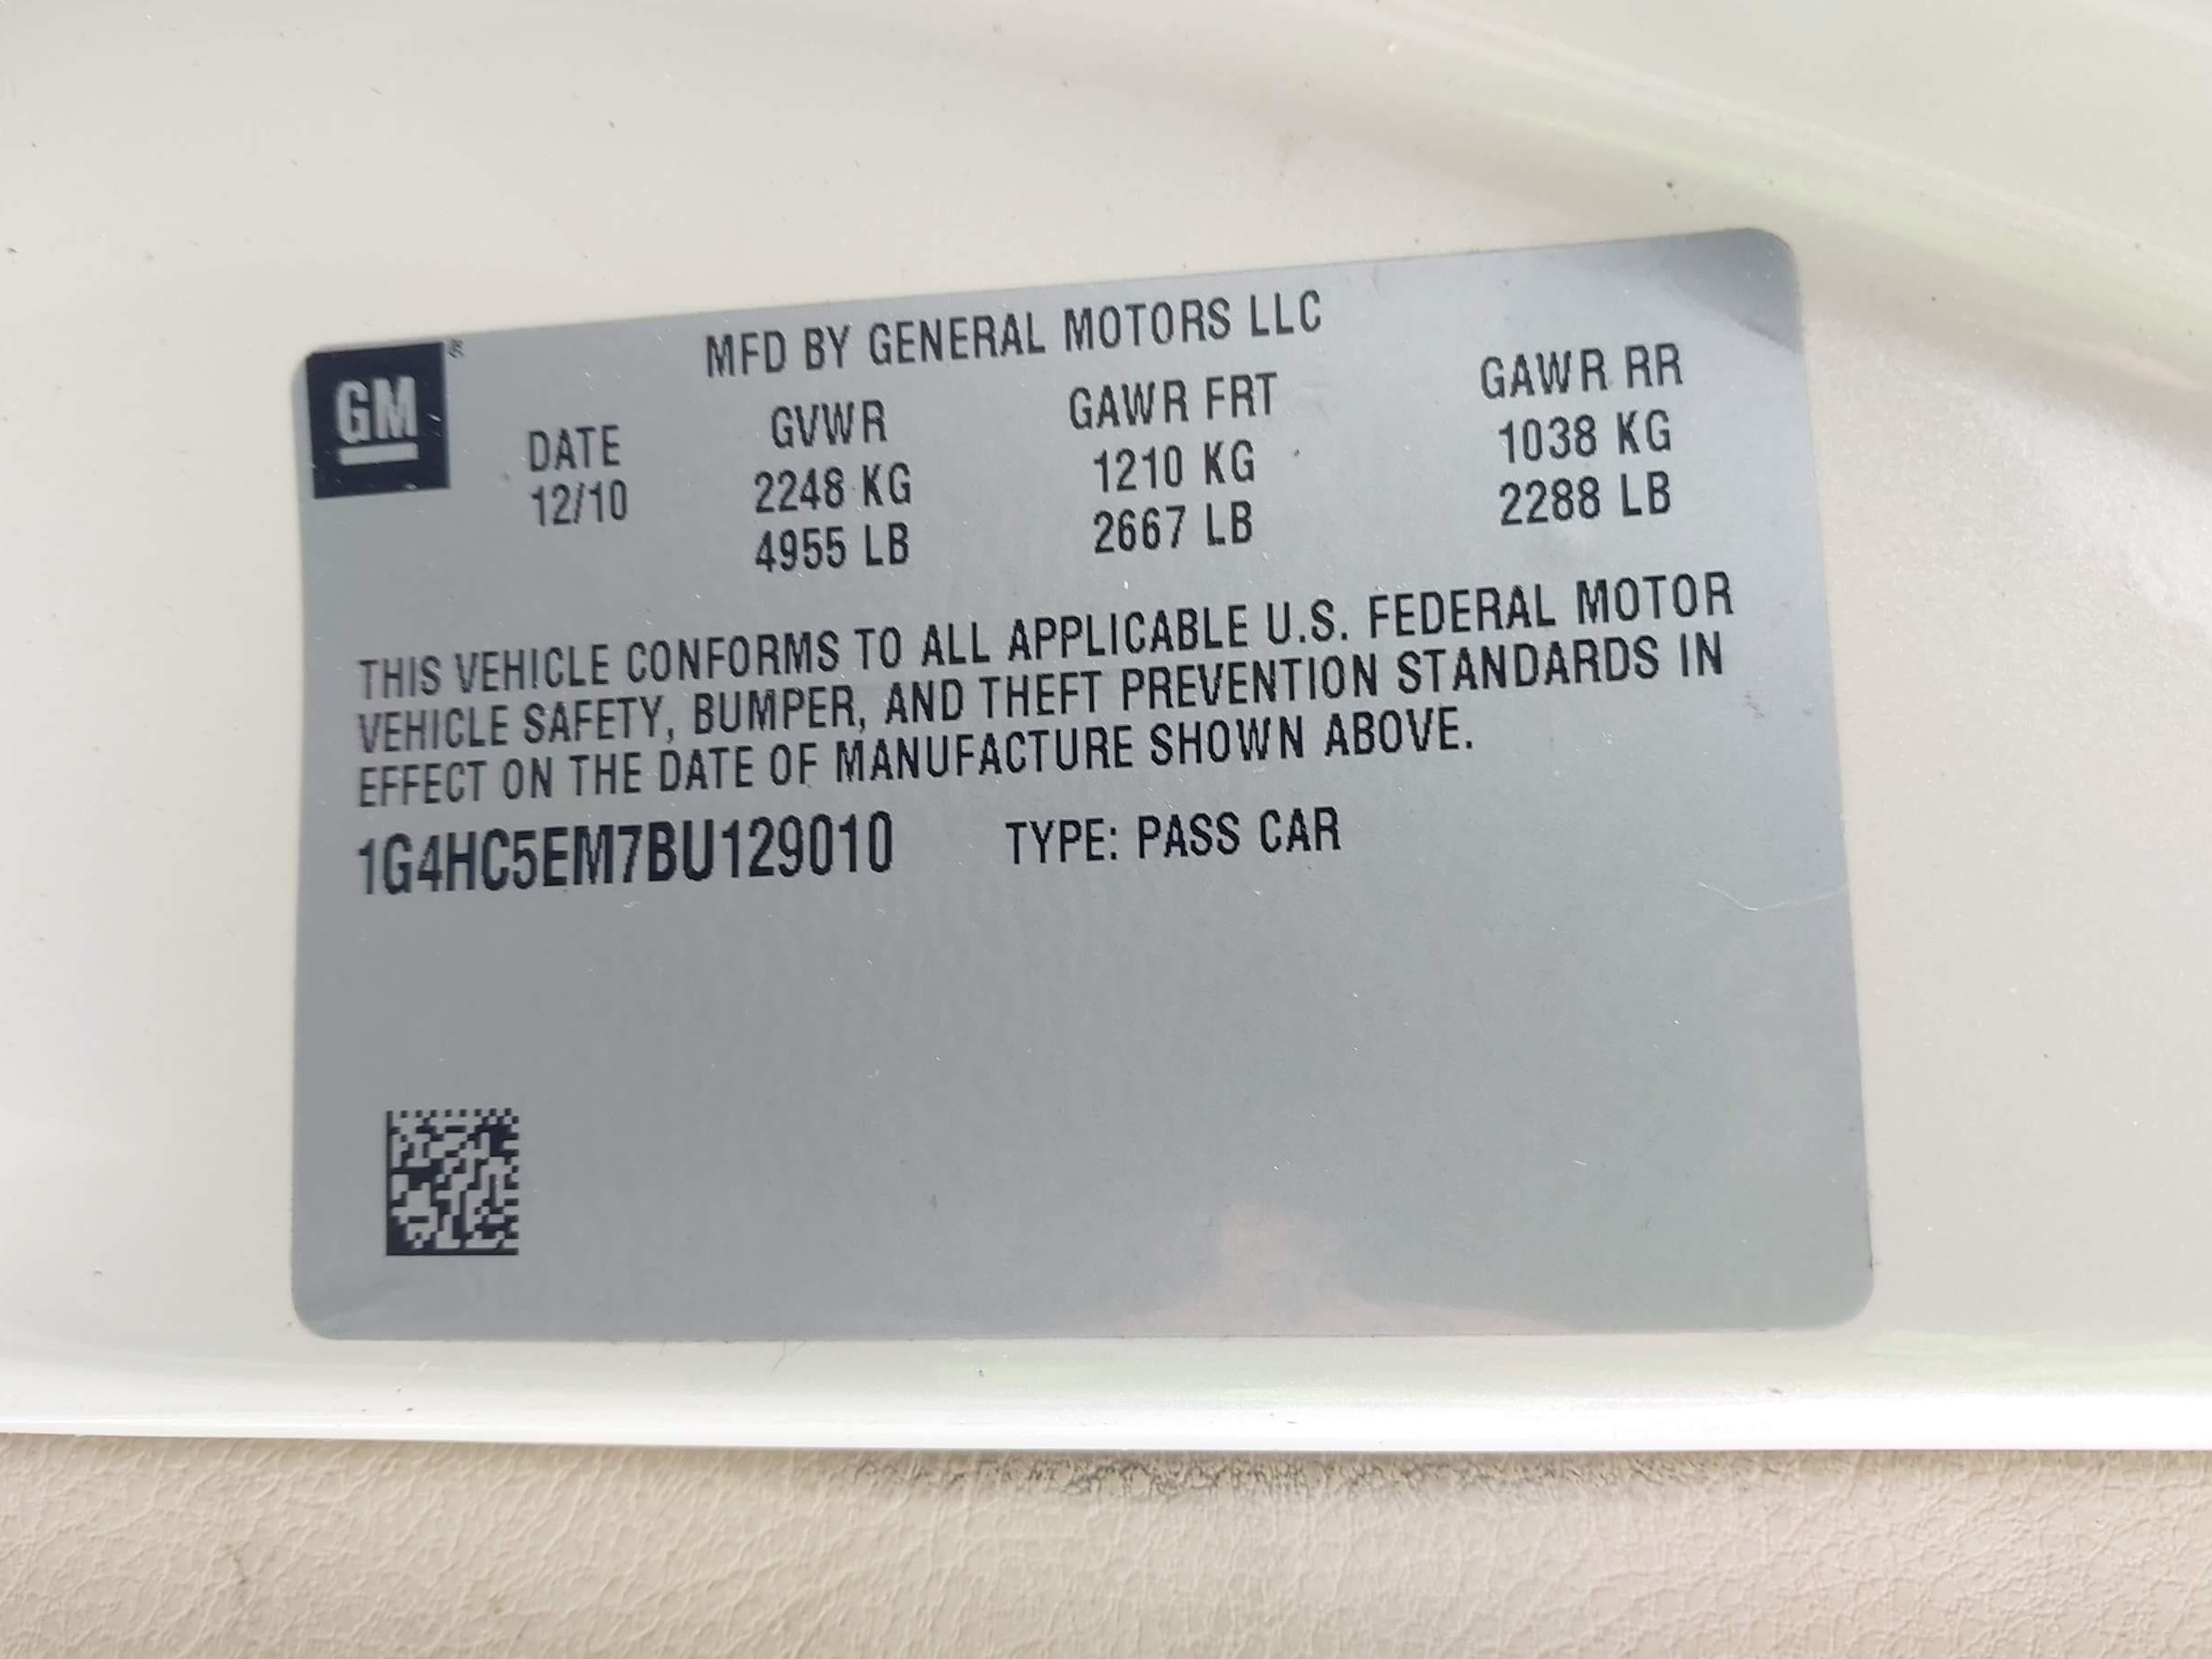 GM
MFD BY GENERAL MOTORS LLC
DATE GVWR GAWR FRT GAWR RR
12/10 2248 KG 1210 KG 1038 KG
4955 LB 2667 LB 2288 LB
THIS VEHICLE CONFORMS TO ALL APPLICABLE U.S. FEDERAL MOTOR
VEHICLE SAFETY, BUMPER, AND THEFT PREVENTION STANDARDS IN
EFFECT ON THE DATE OF MANUFACTURE SHOWN ABOVE.
1G4HC5EM7BU129010 TYPE: PASS CAR